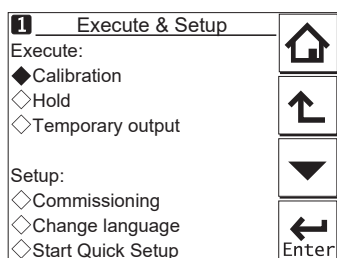 1 Execute & Setup
Execute:
Calibration
Hold
Temporary output
Setup:
Commissioning
Change language
Start Quick Setup
Enter